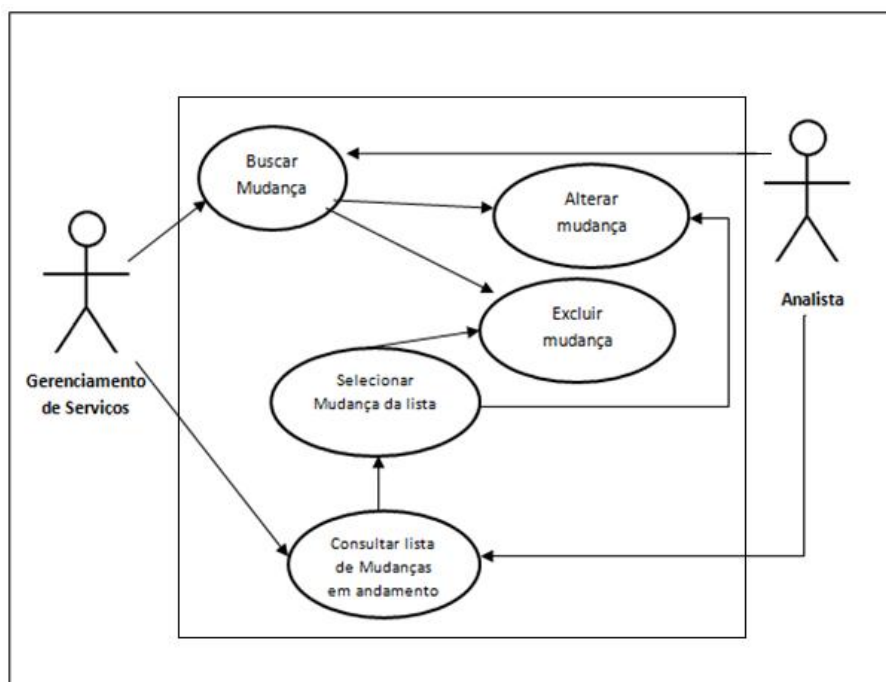 Buscar
Mudança
Alterar
mudança
Analista
Excluir
mudança
Gerenciamento
de Servicos
Selecionar
Mudança da lista
Consultar lista
de Mudanças
em andamento